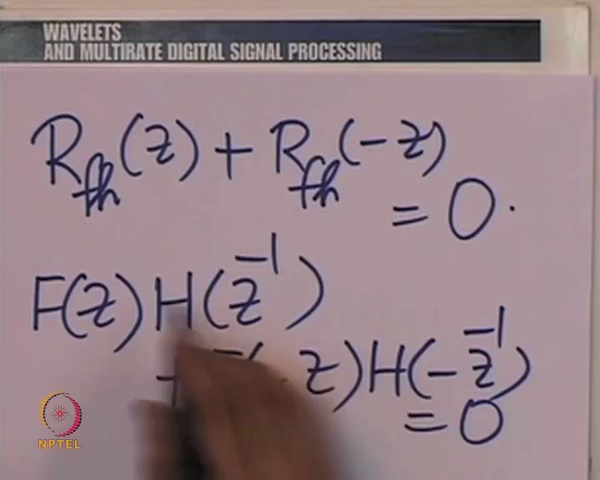 WAVELETS
AND MULTIRATE DIGITAL SIGNAL PROCESSING
R_fh(z) + R_fh(-z)
= 0.
F(z) H(z^-1)
+ (-z) H(-z^-1)
= 0
NPTEL